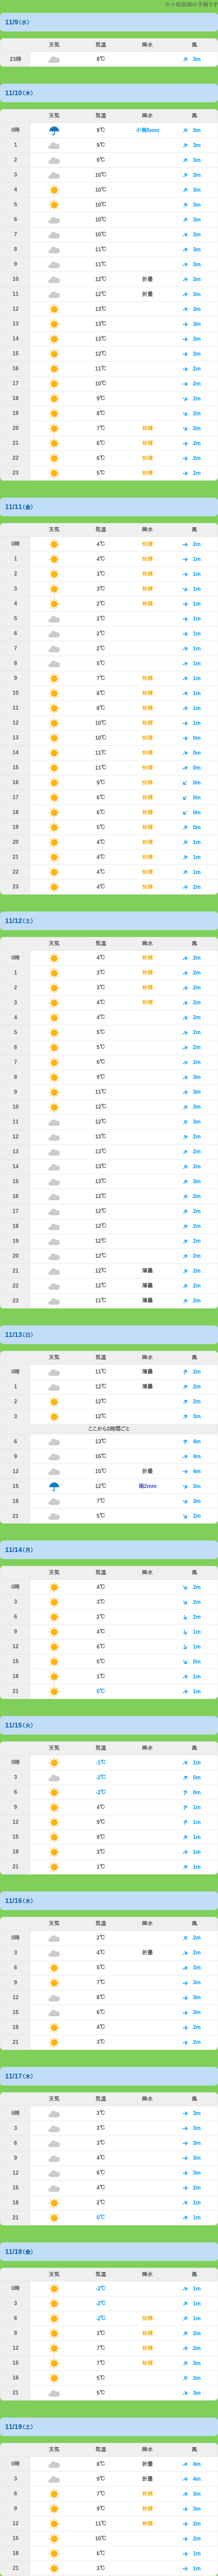 ※６動図画の予報です
11/9（水）
天気 気温 降水 風
23時 8℃ 3m
11/10（木）
天気 気温 降水 風
0時 9℃ 小雨0mm 3m
1 9℃ 3m
2 9℃ 3m
3 10℃ 3m
4 10℃ 3m
5 10℃ 3m
6 10℃ 3m
7 10℃ 3m
8 11℃ 3m
9 11℃ 3m
10 12℃ 折曇 3m
11 12℃ 折曇 3m
12 13℃ 3m
13 13℃ 3m
14 13℃ 3m
15 12℃ 3m
16 11℃ 2m
17 10℃ 2m
18 9℃ 2m
19 8℃ 2m
20 7℃ 快晴 2m
21 6℃ 快晴 2m
22 6℃ 快晴 2m
23 5℃ 快晴 2m
11/11（金）
天気 気温 降水 風
0時 4℃ 快晴 2m
1 4℃ 快晴 1m
2 3℃ 快晴 1m
3 3℃ 快晴 1m
4 2℃ 快晴 1m
5 2℃ 1m
6 2℃ 1m
7 2℃ 1m
8 5℃ 1m
9 7℃ 快晴 1m
10 8℃ 快晴 1m
11 8℃ 快晴 1m
12 10℃ 快晴 1m
13 10℃ 快晴 0m
14 11℃ 快晴 0m
15 11℃ 快晴 0m
16 9℃ 快晴 0m
17 6℃ 快晴 0m
18 6℃ 快晴 0m
19 5℃ 快晴 0m
20 4℃ 快晴 1m
21 4℃ 快晴 1m
22 4℃ 快晴 1m
23 4℃ 快晴 2m
11/12（土）
天気 気温 降水 風
0時 4℃ 快晴 2m
1 3℃ 快晴 2m
2 3℃ 快晴 2m
3 4℃ 快晴 2m
4 4℃ 2m
5 5℃ 2m
6 5℃ 2m
7 6℃ 2m
8 9℃ 3m
9 11℃ 3m
10 12℃ 3m
11 12℃ 3m
12 13℃ 2m
13 13℃ 2m
14 13℃ 2m
15 13℃ 3m
16 12℃ 2m
17 12℃ 2m
18 12℃ 2m
19 12℃ 2m
20 12℃ 2m
21 12℃ 薄曇 2m
22 12℃ 薄曇 2m
23 11℃ 薄曇 2m
11/13（日）
天気 気温 降水 風
0時 11℃ 薄曇 2m
1 12℃ 薄曇 2m
2 12℃ 2m
3 12℃ 3m
ここから3時間ごと
6 13℃ 4m
9 16℃ 4m
12 15℃ 折曇 4m
15 12℃ 雨2mm 3m
18 7℃ 3m
21 5℃ 2m
11/14（月）
天気 気温 降水 風
0時 4℃ 2m
3 3℃ 2m
6 2℃ 2m
9 4℃ 1m
12 6℃ 1m
15 5℃ 0m
18 1℃ 1m
21 0℃ 1m
11/15（火）
天気 気温 降水 風
0時 -1℃ 1m
3 -2℃ 0m
6 -2℃ 0m
9 4℃ 1m
12 9℃ 1m
15 9℃ 1m
18 3℃ 1m
21 1℃ 1m
11/16（水）
天気 気温 降水 風
0時 2℃ 2m
3 4℃ 折曇 2m
6 5℃ 3m
9 7℃ 3m
12 8℃ 3m
15 6℃ 3m
18 4℃ 2m
21 3℃ 2m
11/17（木）
天気 気温 降水 風
0時 3℃ 3m
3 3℃ 3m
6 3℃ 3m
9 4℃ 3m
12 6℃ 3m
15 4℃ 2m
18 2℃ 1m
21 0℃ 1m
11/18（金）
天気 気温 降水 風
0時 -2℃ 1m
3 -2℃ 1m
6 -2℃ 快晴 1m
9 3℃ 快晴 2m
12 7℃ 快晴 2m
15 7℃ 快晴 3m
18 5℃ 3m
21 5℃ 3m
11/19（土）
天気 気温 降水 風
0時 8℃ 折曇 4m
3 9℃ 折曇 4m
6 7℃ 快晴 3m
9 9℃ 快晴 3m
12 11℃ 快晴 2m
15 10℃ 2m
18 6℃ 1m
21 3℃ 1m